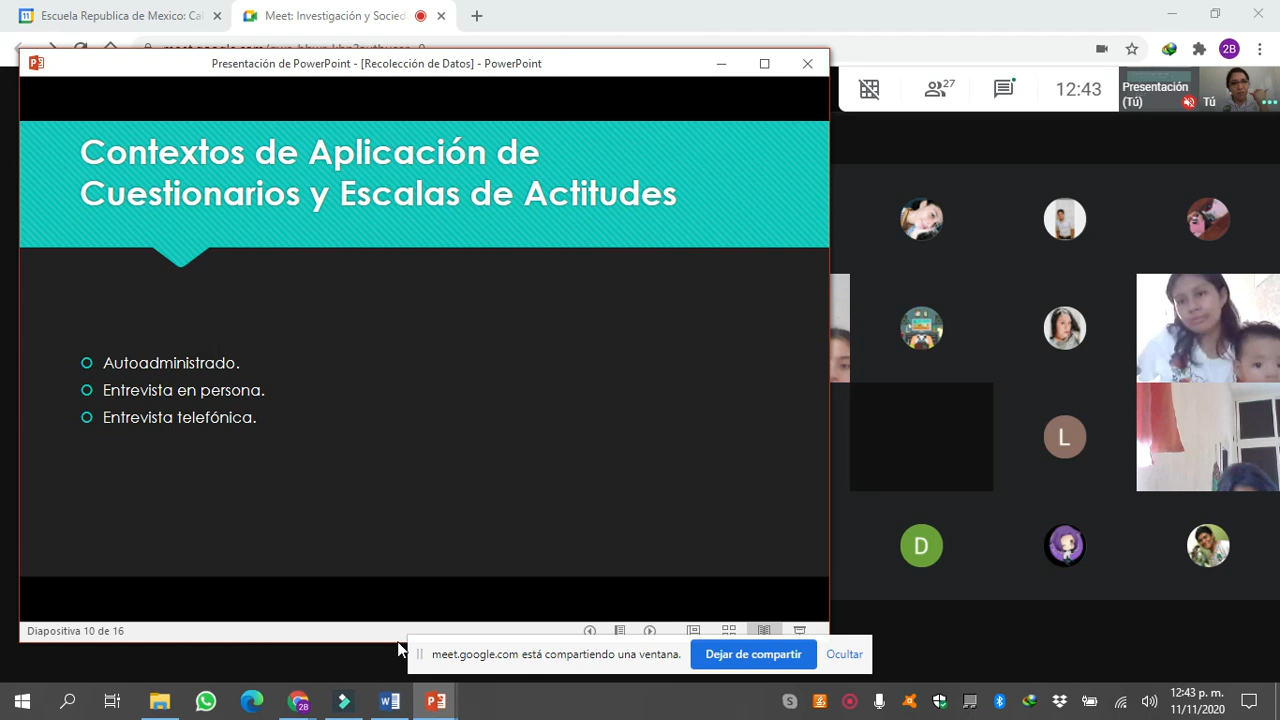 Escuela Republica de Mexico: Cal
Meet: Investigación y Socied
2B
Presentación de PowerPoint - [Recolección de Datos] - PowerPoint
27
12:43
Presentación
(Tú)
Tú
Contextos de Aplicación de
Cuestionarios y Escalas de Actitudes
Autoadministrado.
Entrevista en persona.
Entrevista telefónica.
L
D
Diapositiva 10 de 16
meet.google.com está compartiendo una ventana.
Dejar de compartir
Ocultar
12:43 p. m.
11/11/2020